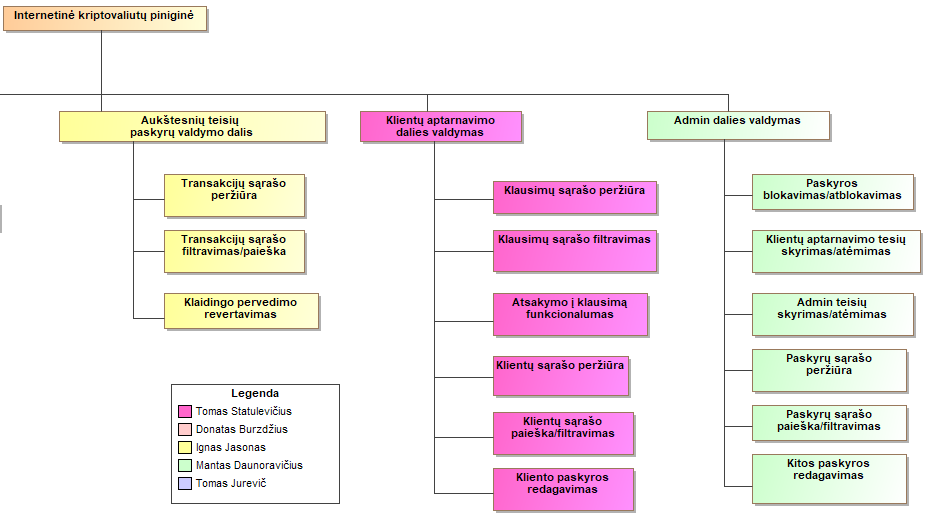 Internetinė kriptovaliutų piniginė
Aukštesnių teisių
paskyrų valdymo dalis
Transakcijų sąrašo
peržiūra
Transakcijų sąrašo
filtravimas/paieška
Klaidingo pervedimo
revertavimas
Klientų aptarnavimo
dalies valdymas
Klausimų sąrašo peržiūra
Klausimų sąrašo filtravimas
Atsakymo į klausimą
funkcionalumas
Klientų sąrašo peržiūra
Klientų sąrašo
paieška/filtravimas
Kliento paskyros
redagavimas
Admin dalies valdymas
Paskyros
blokavimas/atblokavimas
Klientų aptarnavimo tesių
skyrimas/atėmimas
Admin teisių
skyrimas/atėmimas
Paskyrų sąrašo
peržiūra
Paskyrų sąrašo
paieška/filtravimas
Kitos paskyros
redagavimas
Legenda
Tomas Statulevičius
Donatas Burzdžius
Ignas Jasonas
Mantas Daunoravičius
Tomas Jurevič